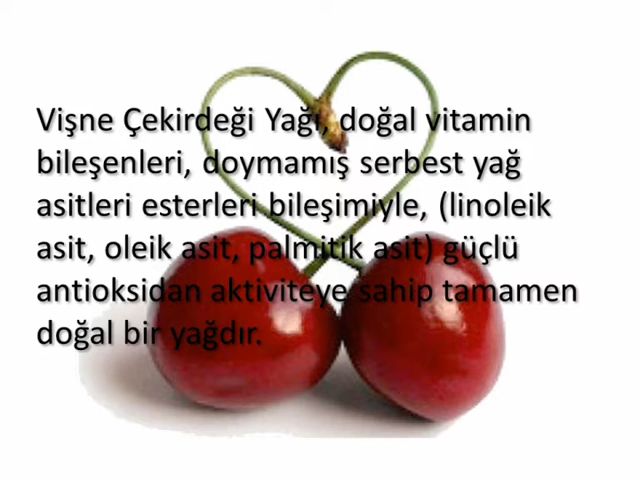 Vişne Çekirdeği Yağı, doğal vitamin
bileşenleri, doymamış serbest yağ
asitleri esterleri bileşimiyle, (linoleik
asit, oleik asit, palmitik asit) güçlü
antioksidan aktiviteye sahip tamamen
doğal bir yağdır.